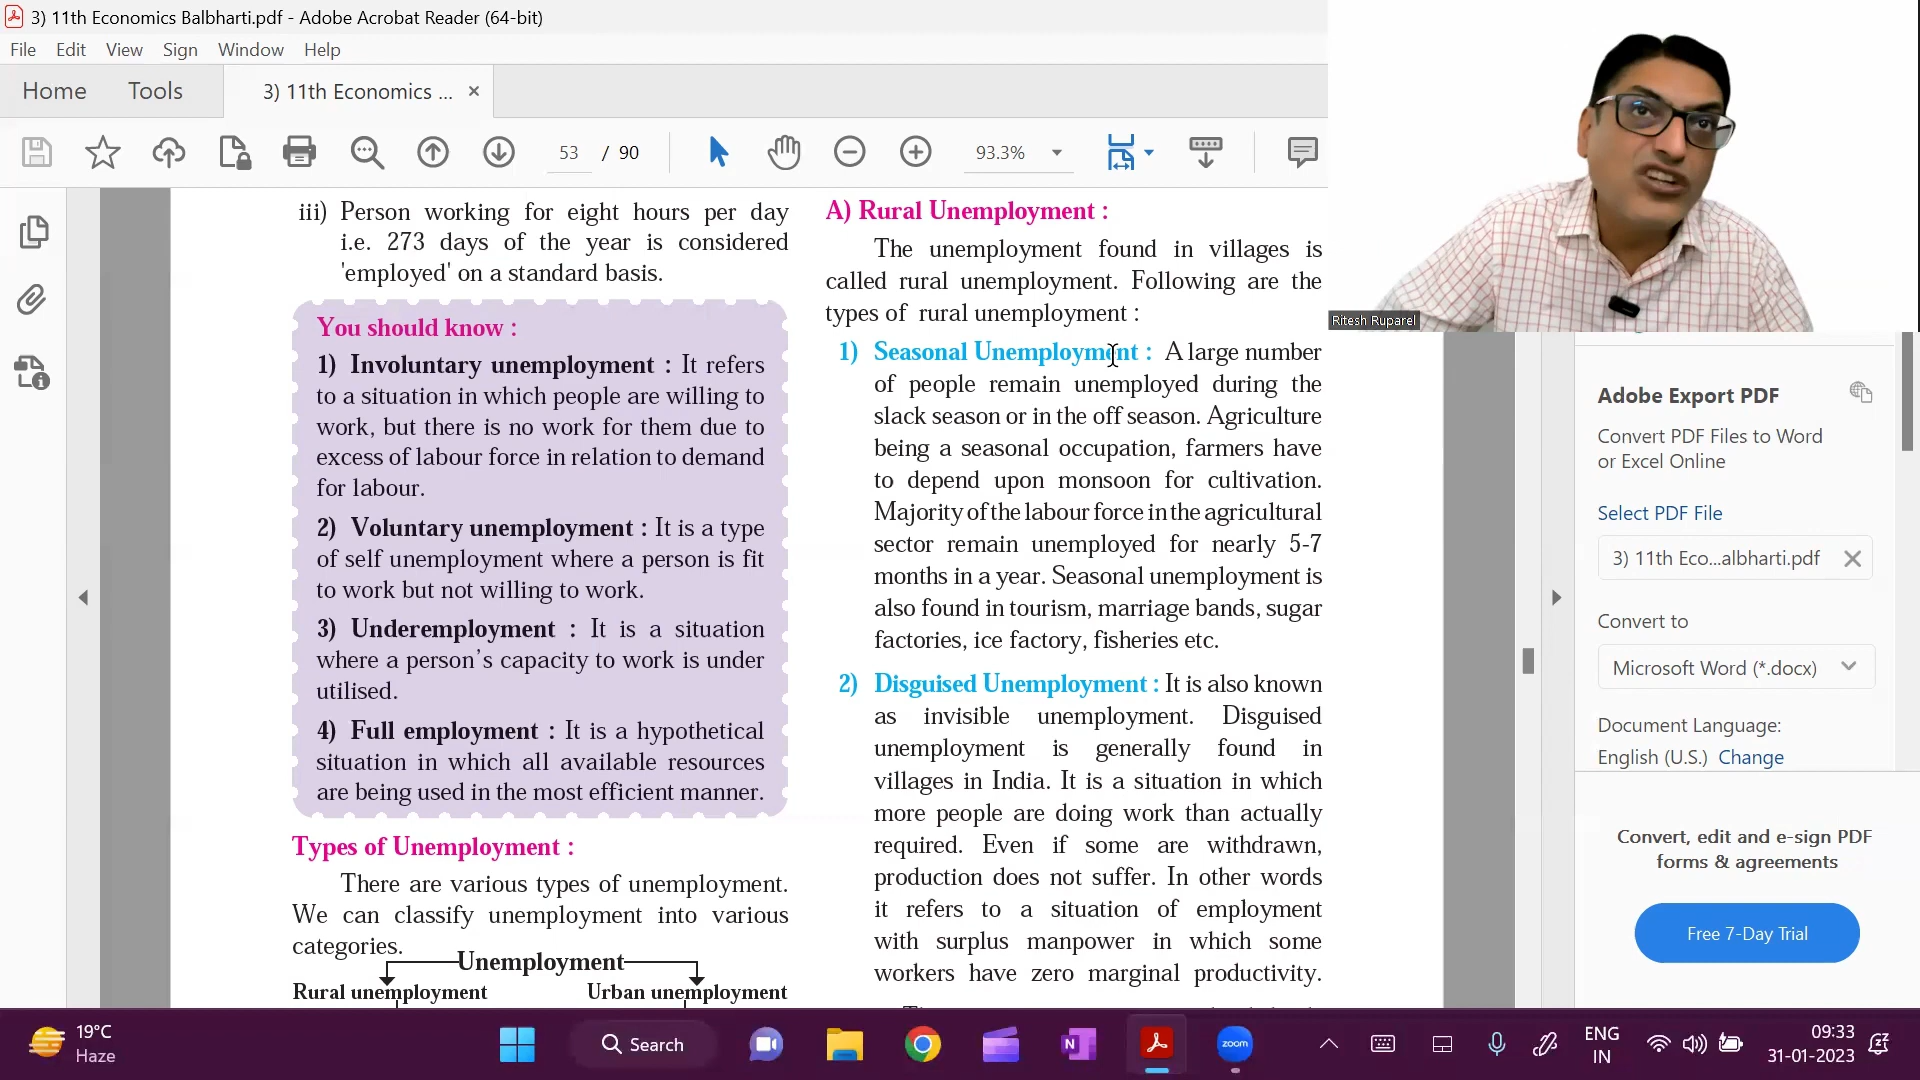 3) 11th Economics Balbharti.pdf - Adobe Acrobat Reader (64-bit)
File Edit View Sign Window Help
Home Tools 3) 11th Economics ... ×
53 / 90 93.3%
iii) Person working for eight hours per day
i.e. 273 days of the year is considered
'employed' on a standard basis.
You should know :
1) Involuntary unemployment : It refers
to a situation in which people are willing to
work, but there is no work for them due to
excess of labour force in relation to demand
for labour.
2) Voluntary unemployment : It is a type
of self unemployment where a person is fit
to work but not willing to work.
3) Underemployment : It is a situation
where a person's capacity to work is under
utilised.
4) Full employment : It is a hypothetical
situation in which all available resources
are being used in the most efficient manner.
Types of Unemployment :
There are various types of unemployment.
We can classify unemployment into various
categories.
Unemployment
Rural unemployment Urban unemployment
A) Rural Unemployment :
The unemployment found in villages is
called rural unemployment. Following are the
types of rural unemployment :
1) Seasonal Unemployment : A large number
of people remain unemployed during the
slack season or in the off season. Agriculture
being a seasonal occupation, farmers have
to depend upon monsoon for cultivation.
Majority of the labour force in the agricultural
sector remain unemployed for nearly 5-7
months in a year. Seasonal unemployment is
also found in tourism, marriage bands, sugar
factories, ice factory, fisheries etc.
2) Disguised Unemployment : It is also known
as invisible unemployment. Disguised
unemployment is generally found in
villages in India. It is a situation in which
more people are doing work than actually
required. Even if some are withdrawn,
production does not suffer. In other words
it refers to a situation of employment
with surplus manpower in which some
workers have zero marginal productivity.
Ritesh Ruparel
Adobe Export PDF
Convert PDF Files to Word
or Excel Online
Select PDF File
3) 11th Eco...albharti.pdf
Convert to
Microsoft Word (*.docx)
Document Language:
English (U.S.) Change
Convert, edit and e-sign PDF
forms & agreements
Free 7-Day Trial
19°C
Haze
Search
zoom
ENG
IN
09:33
31-01-2023